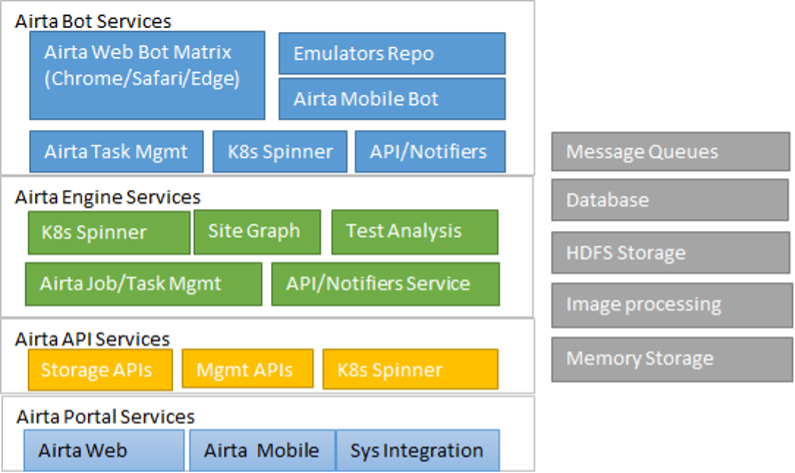 Airta Bot Services
Airta Web Bot Matrix
(Chrome/Safari/Edge)
Emulators Repo
Airta Mobile Bot
Airta Task Mgmt
K8s Spinner
API/Notifiers
Airta Engine Services
K8s Spinner
Site Graph
Test Analysis
Airta Job/Task Mgmt
API/Notifiers Service
Airta API Services
Storage APIs
Mgmt APIs
K8s Spinner
Airta Portal Services
Airta Web
Airta Mobile
Sys Integration
Message Queues
Database
HDFS Storage
Image processing
Memory Storage